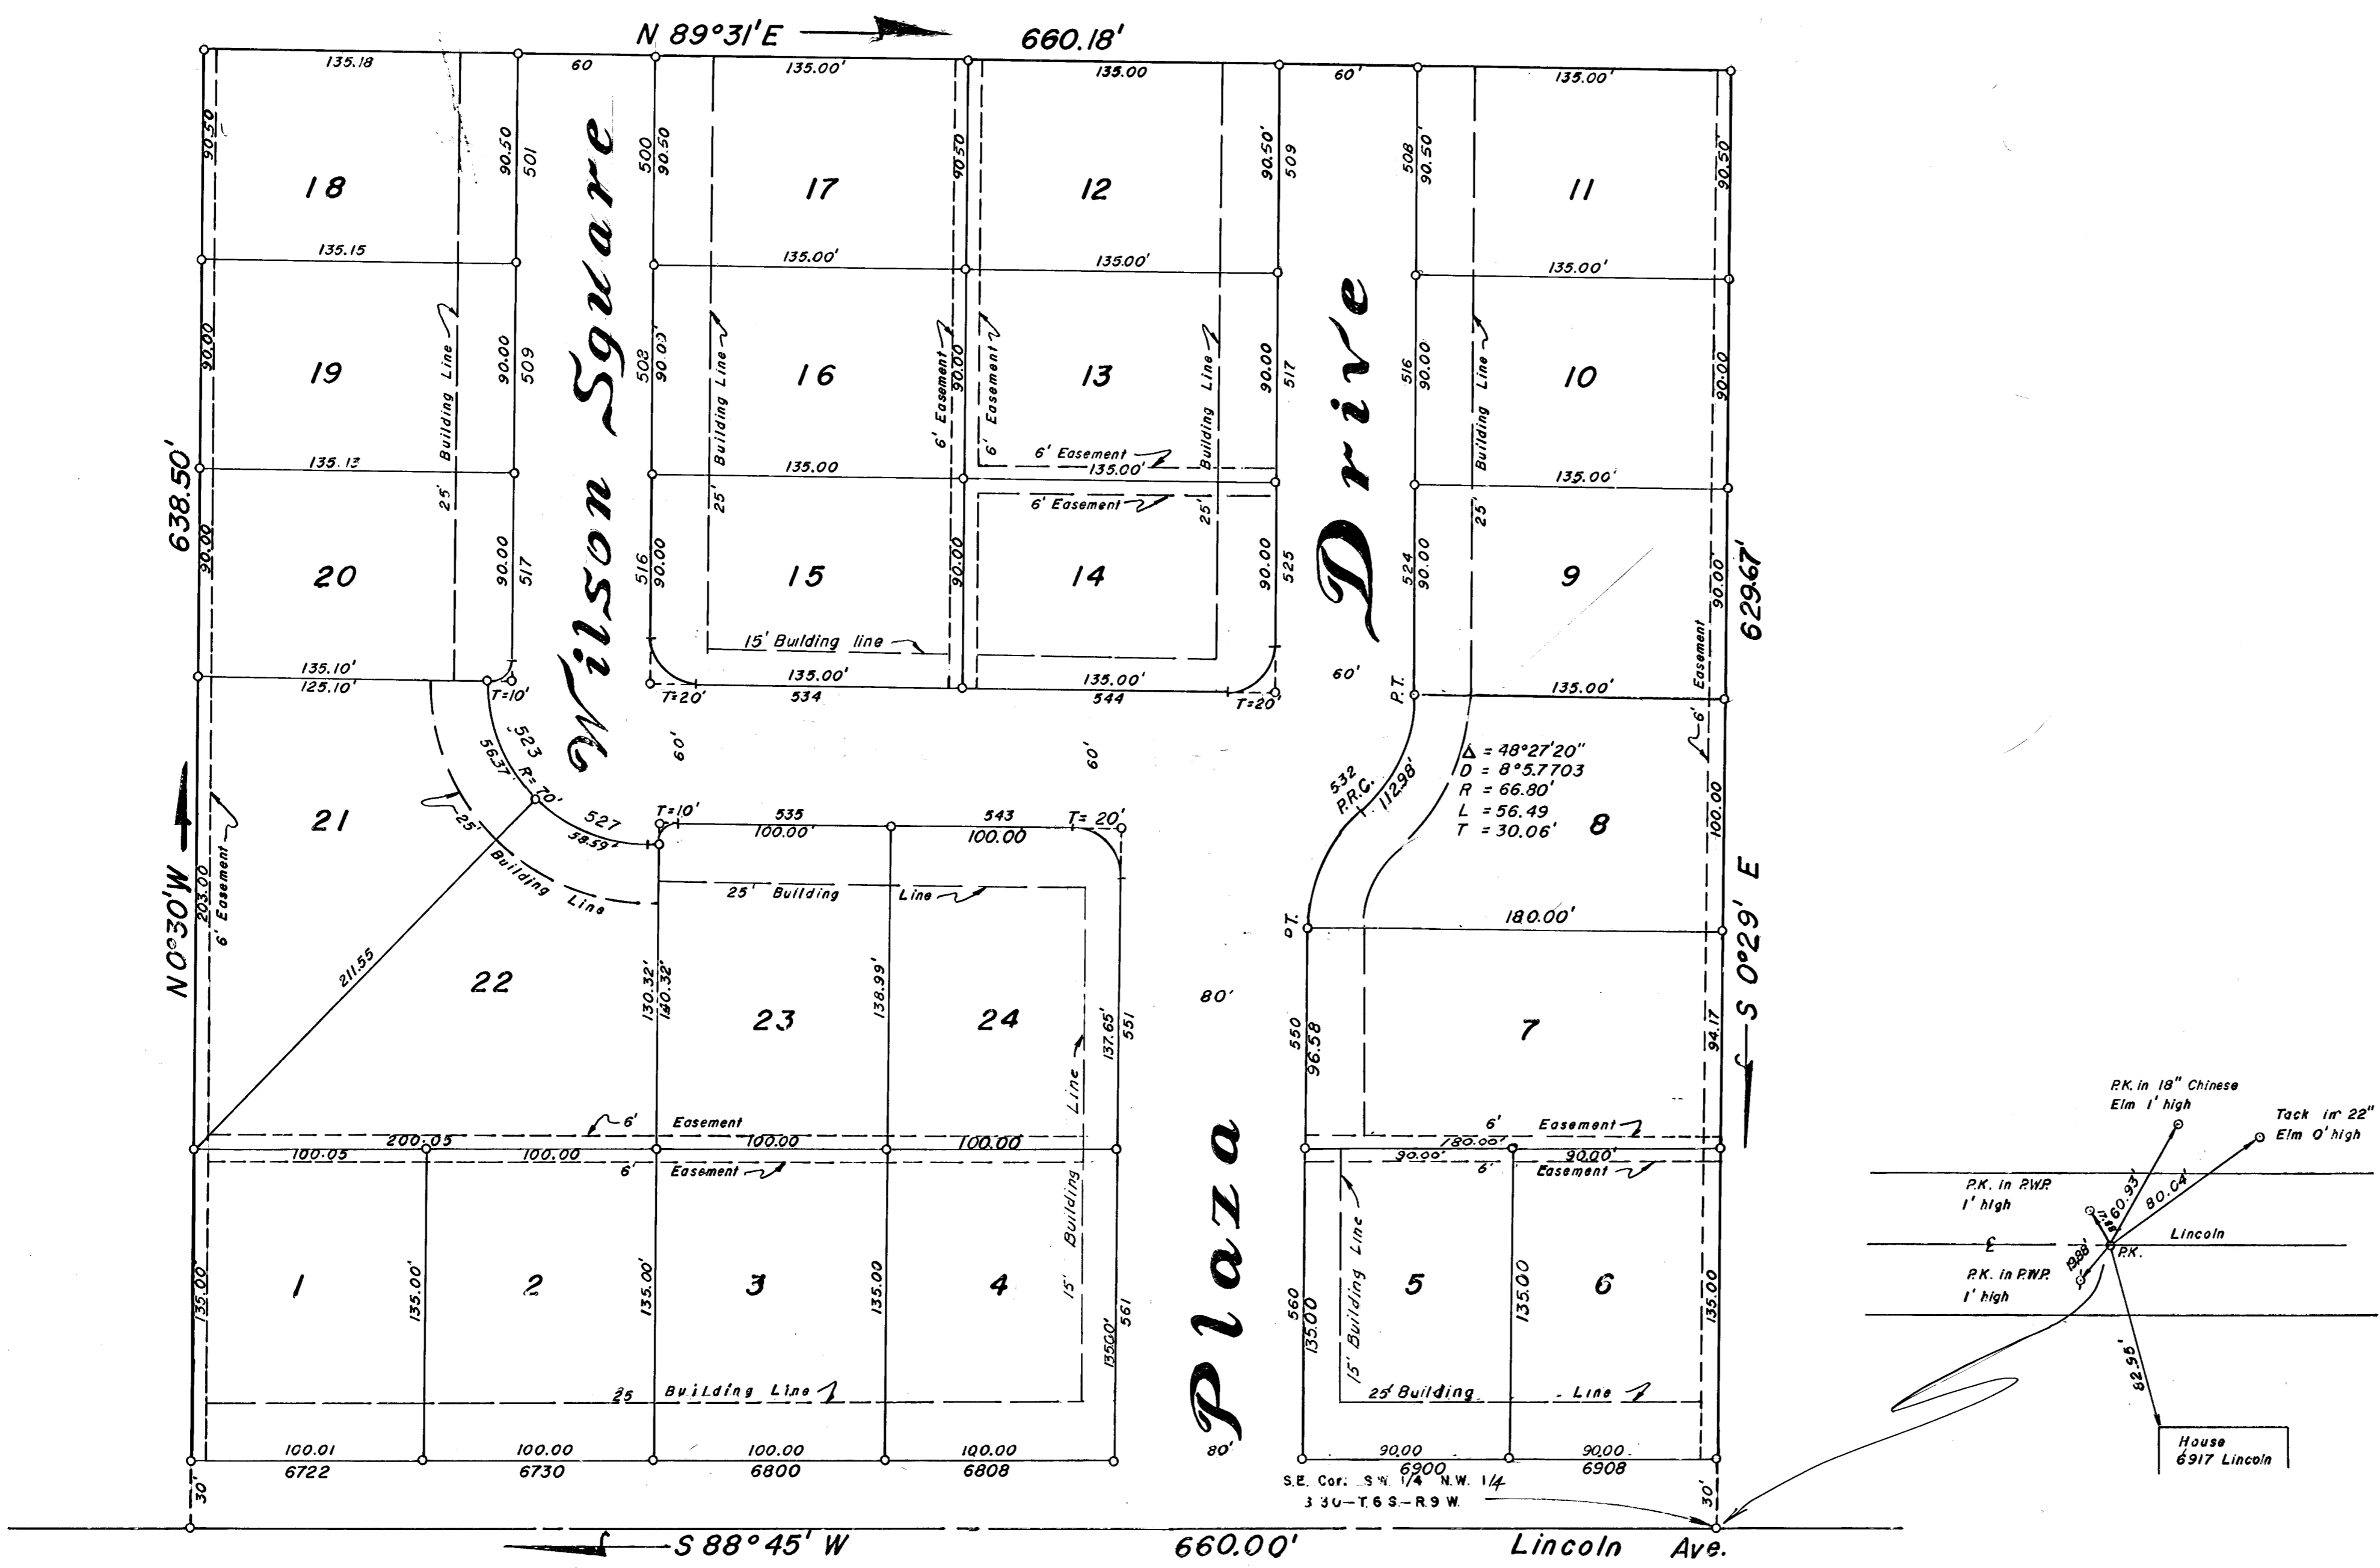 N 89°31'E
660.18'
135.18
60
135.00'
135.00
60'
135.00'
90.50
90.50
501
500
90.50
90.50
90.50'
509
508
90.50'
90.50'
18
17
12
11
135.15
135.00'
135.00'
135.00'
Wilson Square
Plaza Drive
90.00
25' Building Line
90.00
509
508
90.00'
25' Building Line
6' Easement
90.00
6' Easement
25' Building Line
90.00
517
516
90.00
25' Building Line
90.00
19
16
13
10
6' Easement
135.13
135.00
135.00'
135.00'
6' Easement
638.50'
90.00
90.00
517
516
90.00
90.00
90.00
525
524
90.00
90.00'
629.67'
20
15
14
9
15' Building line
6' Easement
135.10'
125.10'
T=10'
T=20'
135.00'
534
135.00'
544
T=20'
60'
P.T.
135.00'
523
56.37
R= 70'
60'
60'
532
P.R.C.
112.98'
Δ = 48°27'20"
D = 8°5.7703
R = 66.80'
L = 56.49
T = 30.06'
21
25' Building Line
527
58.59'
T=10'
535
100.00'
543
100.00
T= 20'
8
100.00
N 0°30'W
203.00
6' Easement
25' Building Line
180.00'
S 0°29' E
211.55
22
130.32'
140.32'
138.99'
23
24
137.65'
551
80'
550
96.58
7
94.17
6' Easement
6' Easement
200.05
100.00
100.00
180.00'
100.05
100.00
90.00'
90.00'
6' Easement
6' Easement
15' Building Line
15' Building Line
135.00'
1
135.00'
2
135.00'
3
135.00
4
135.00'
561
560
135.00
5
135.00
6
135.00
25 Building Line
25' Building Line
100.01
100.00
100.00
100.00
80'
90.00
90.00
6722
6730
6800
6808
6900
6908
S.E. Cor. S.W. 1/4 N.W. 1/4
30-T.6 S.-R.9 W.
30'
30'
S 88°45' W
660.00'
Lincoln Ave.
P.K. in 18" Chinese
Elm 1' high
Tack in 22"
Elm 0' high
P.K. in P.W.P.
1' high
60.93'
80.04'
17.88'
Lincoln
P.K.
19.88'
P.K. in P.W.P.
1' high
82.95'
House
6917 Lincoln